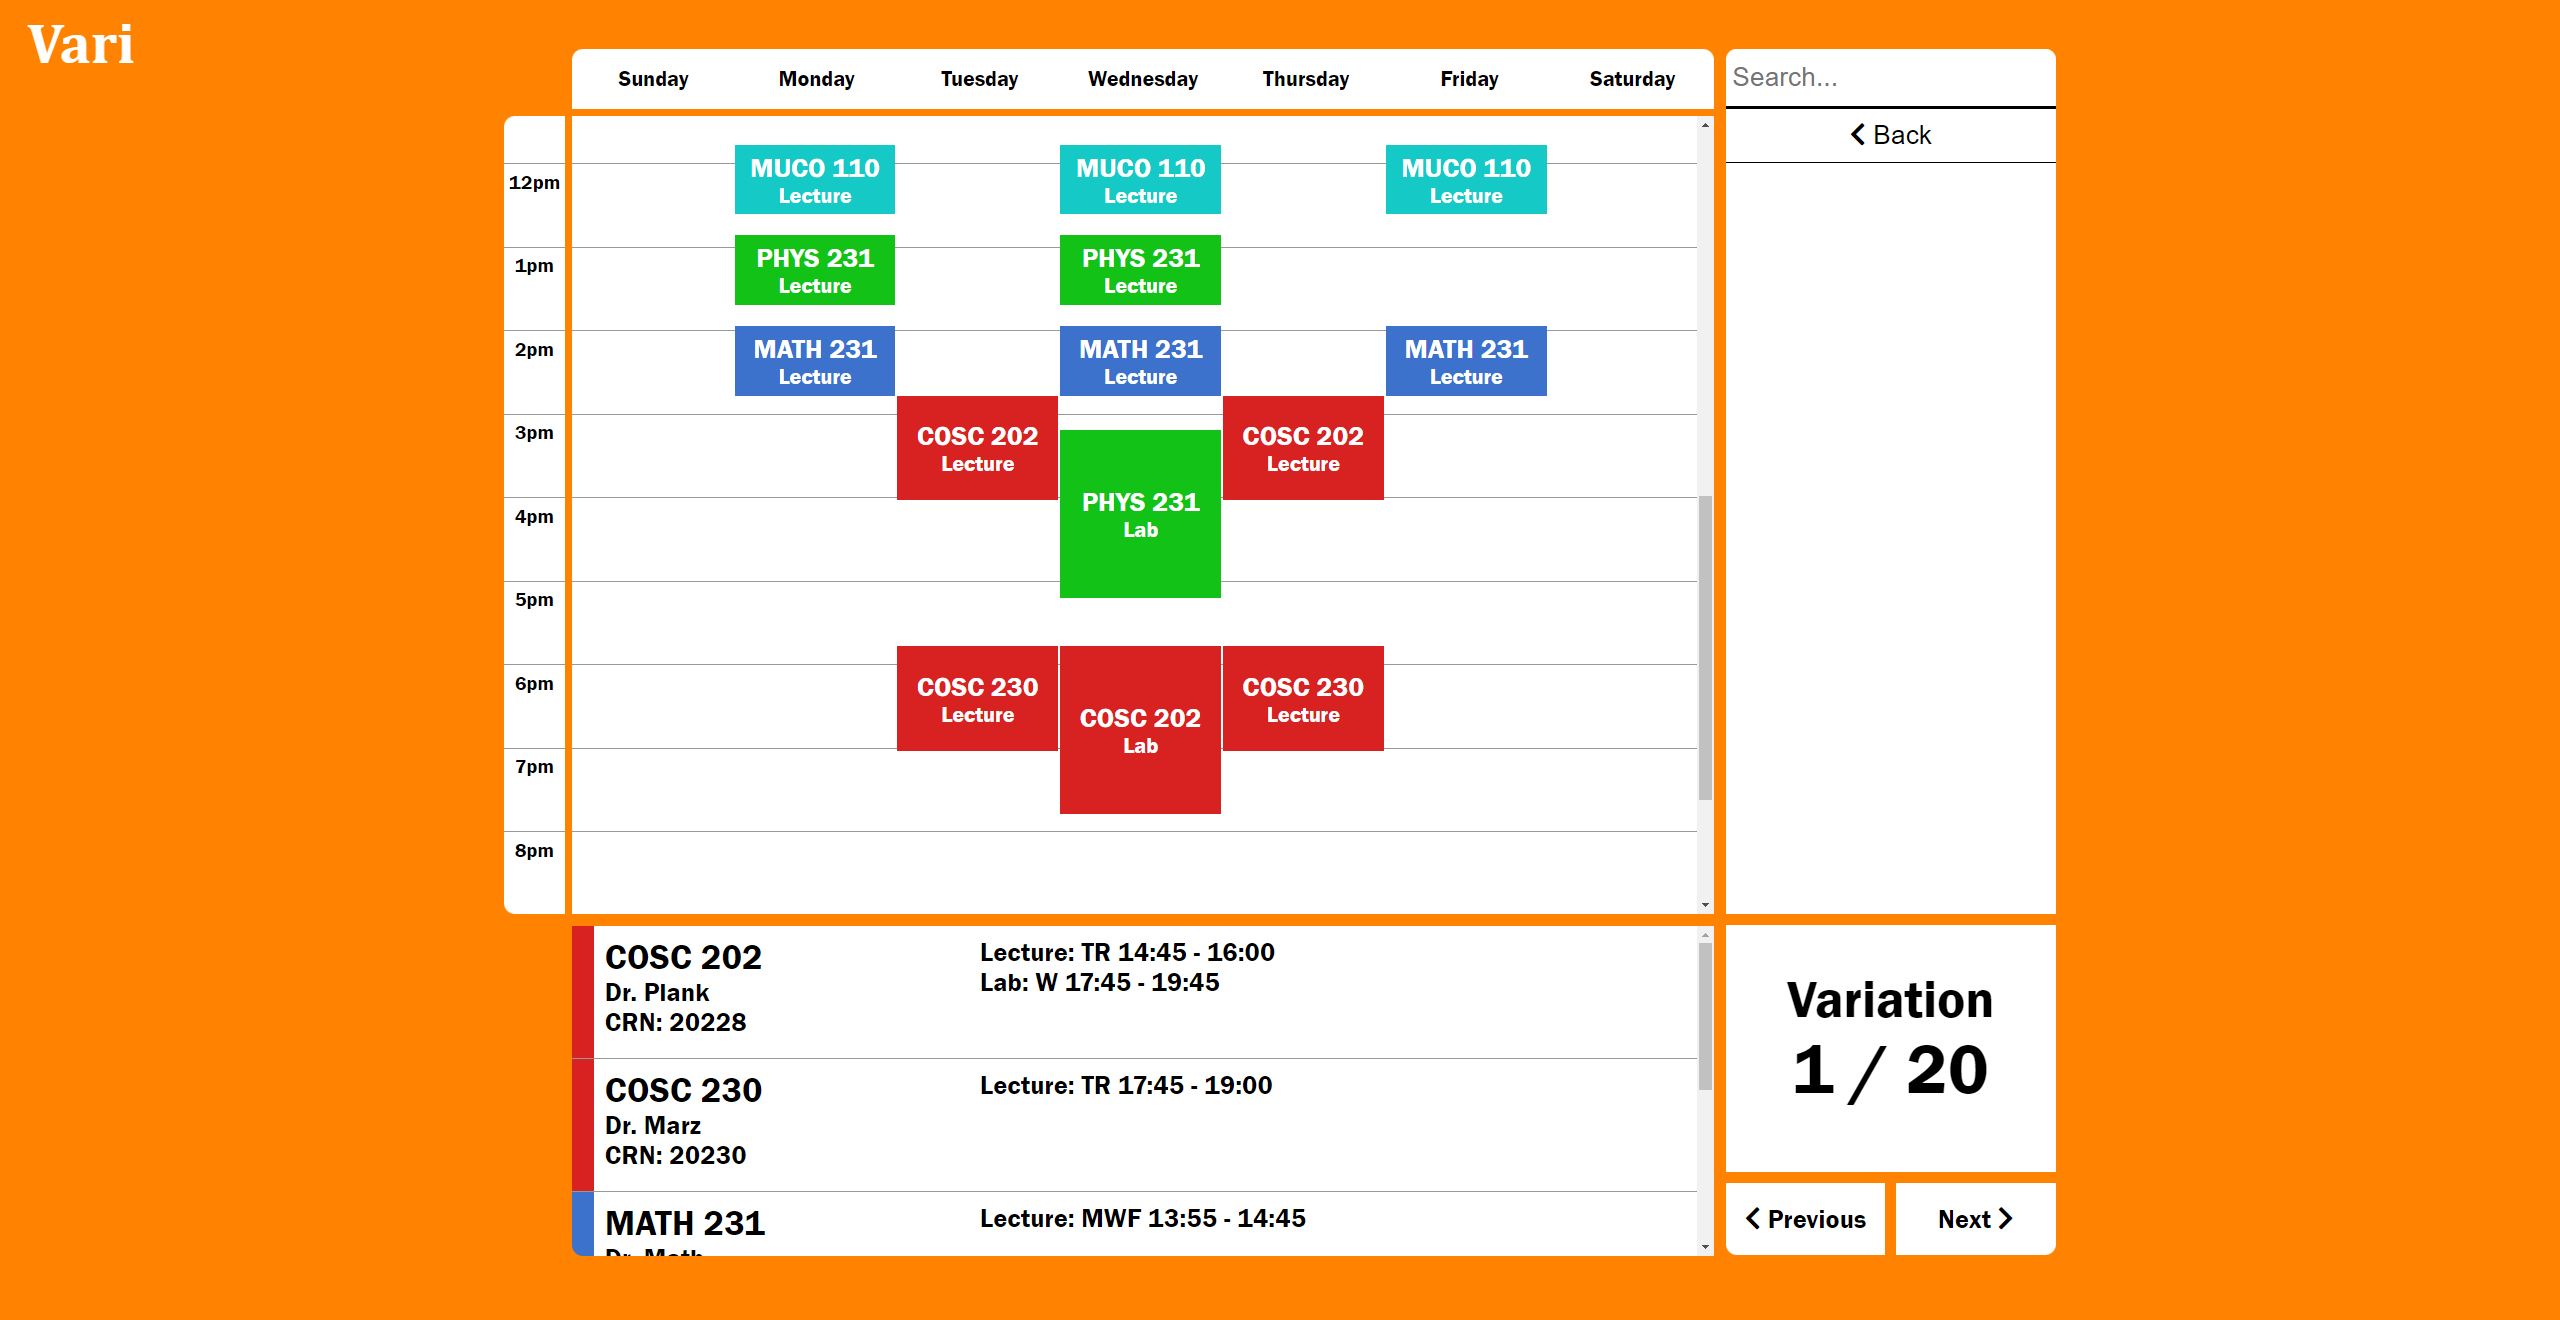 Vari
Sunday Monday Tuesday Wednesday Thursday Friday Saturday
Search...
Back
12pm
1pm
2pm
3pm
4pm
5pm
6pm
7pm
8pm
MUCO 110
Lecture
MUCO 110
Lecture
MUCO 110
Lecture
PHYS 231
Lecture
PHYS 231
Lecture
MATH 231
Lecture
MATH 231
Lecture
MATH 231
Lecture
COSC 202
Lecture
PHYS 231
Lab
COSC 202
Lecture
COSC 230
Lecture
COSC 202
Lab
COSC 230
Lecture
COSC 202
Dr. Plank
CRN: 20228
Lecture: TR 14:45 - 16:00
Lab: W 17:45 - 19:45
COSC 230
Dr. Marz
CRN: 20230
Lecture: TR 17:45 - 19:00
MATH 231
Lecture: MWF 13:55 - 14:45
Variation
1 / 20
Previous
Next